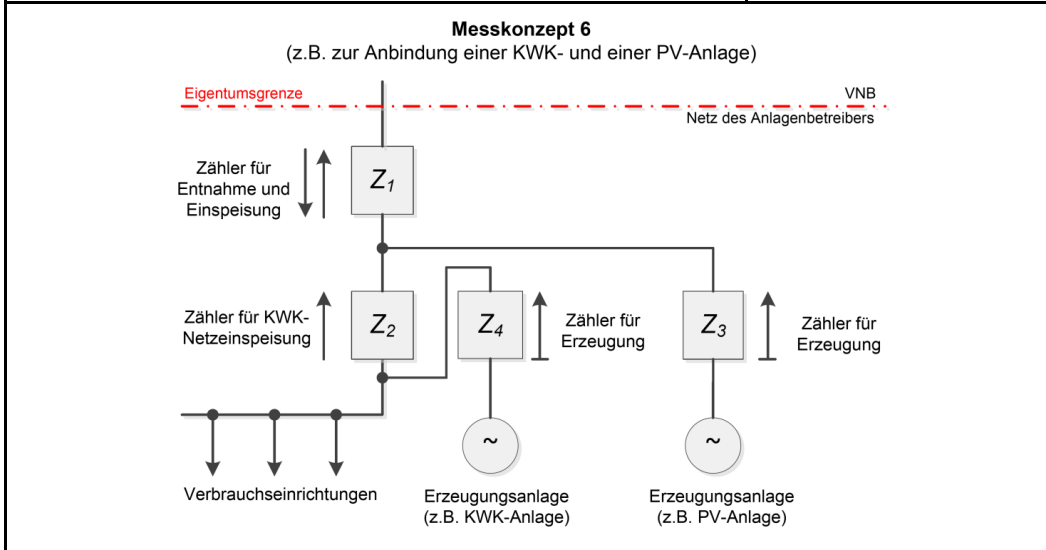 Messkonzept 6
(z.B. zur Anbindung einer KWK- und einer PV-Anlage)
Eigentumsgrenze
VNB
Netz des Anlagenbetreibers
Zähler für
Entnahme und
Einspeisung
Z1
Zähler für KWK-
Netzeinspeisung
Z2
Z4
Zähler für
Erzeugung
Z3
Zähler für
Erzeugung
~
~
Verbrauchseinrichtungen
Erzeugungsanlage
(z.B. KWK-Anlage)
Erzeugungsanlage
(z.B. PV-Anlage)